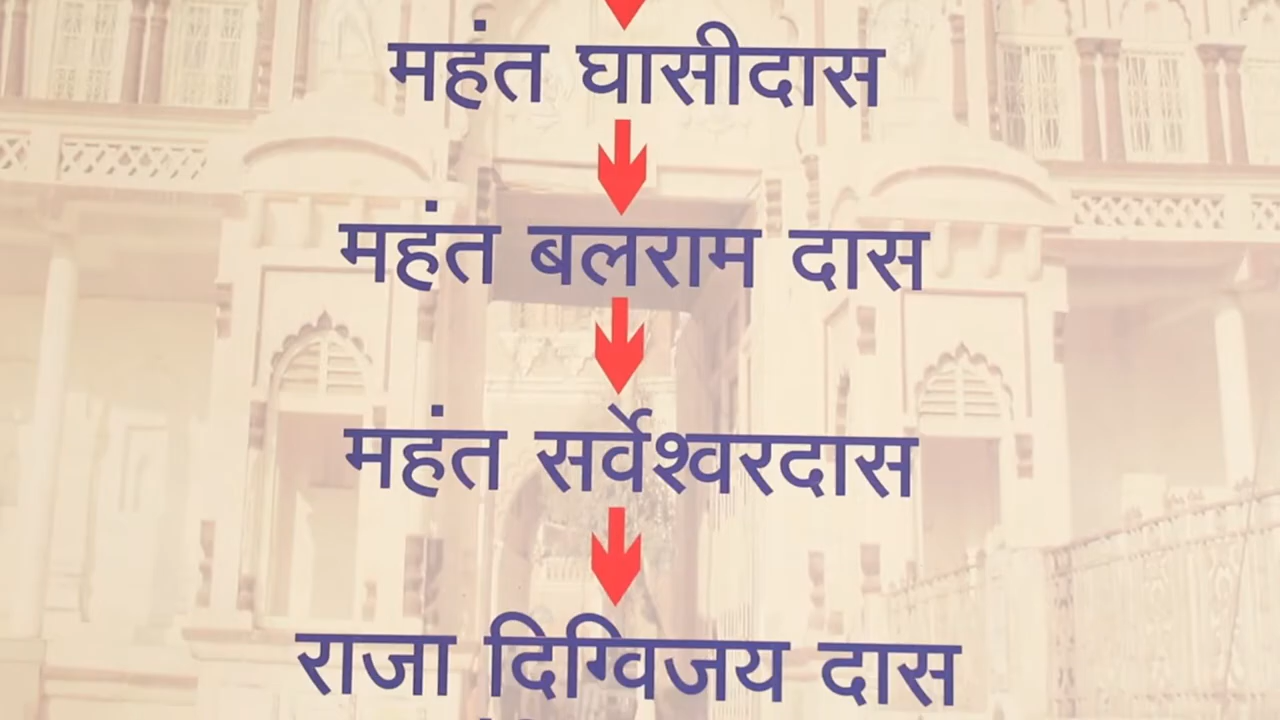 महंत घासीदास
महंत बलराम दास
महंत सर्वेश्वरदास
राजा दिग्विजय दास